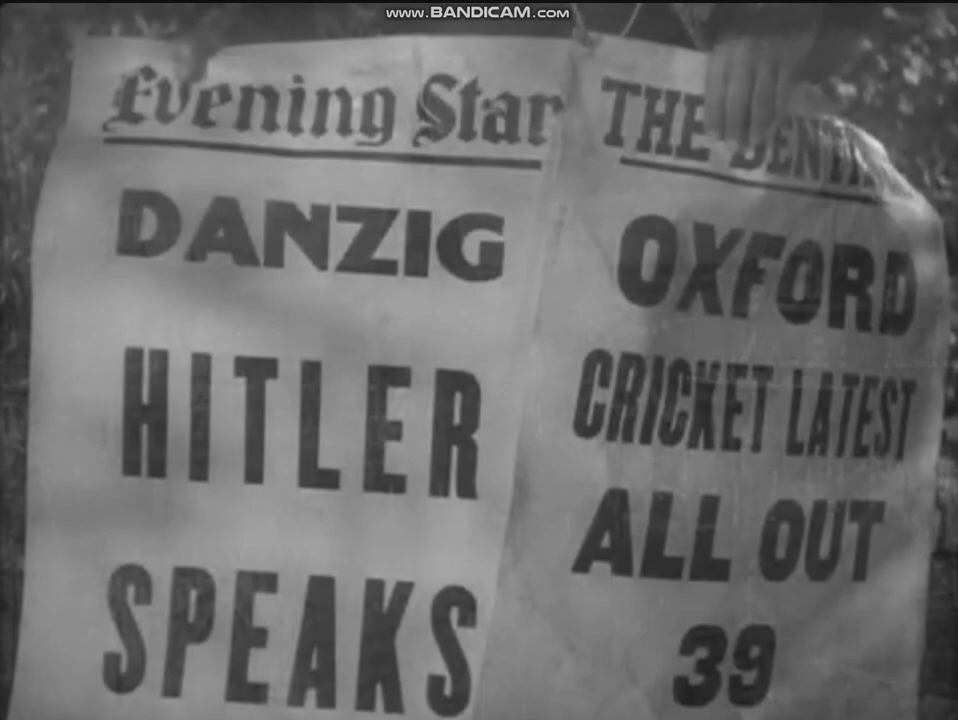 www.BANDICAM.com
Evening Star
DANZIG
HITLER
SPEAKS
THE
OXFORD
CRICKET LATEST
ALL OUT
39